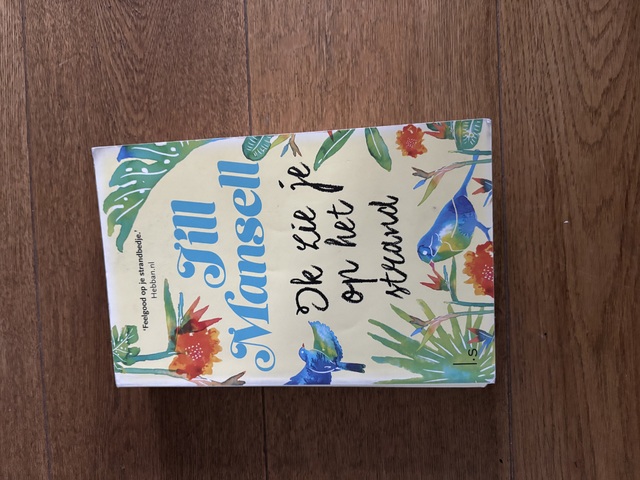 'Feelgood op je strandbedje.'
Hebban.nl
Jill
Mansell
Ik zie je
op het
strand
l.s